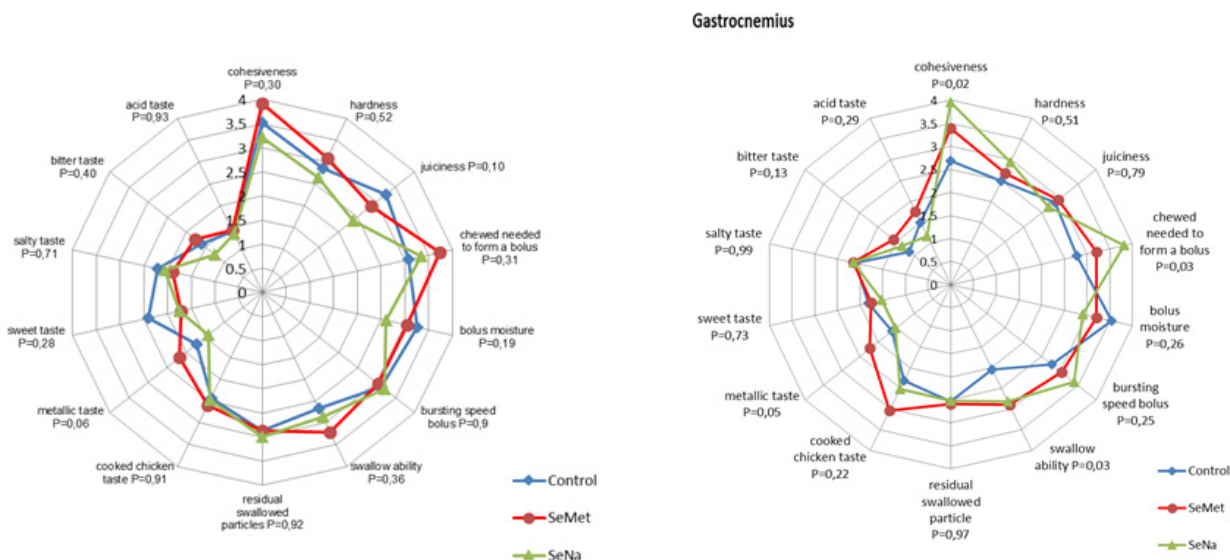 cohesiveness
P=0,30
hardness
P=0,52
juiciness P=0,10
chewed needed
to form a bolus
P=0,31
bolus moisture
P=0,19
bursting speed
bolus P=0,9
swallow ability
P=0,36
residual
swallowed
particles P=0,92
cooked chicken
taste P=0,91
metallic taste
P=0,06
sweet taste
P=0,28
salty taste
P=0,71
bitter taste
P=0,40
acid taste
P=0,93
4
3.5
3
2.5
2
1.5
1
0.5
0
Control
SeMet
SeNa
Gastrocnemius
cohesiveness
P=0,02
hardness
P=0,51
juiciness
P=0,79
chewed
needed to
form a bolus
P=0,03
bolus
moisture
P=0,26
bursting
speed bolus
P=0,25
swallow
ability P=0,03
residual
swallowed
particle
P=0,97
cooked
chicken taste
P=0,22
metallic taste
P=0,05
sweet taste
P=0,73
salty taste
P=0,99
bitter taste
P=0,13
acid taste
P=0,29
4
3.5
3
2.5
2
1.5
1
0.5
0
Control
SeMet
SeNa